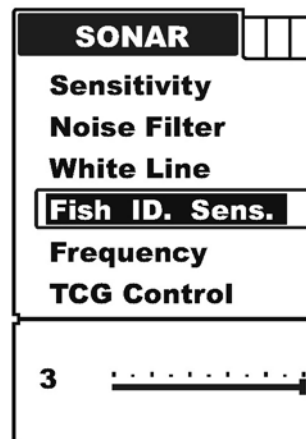 SONAR
Sensitivity
Noise Filter
White Line
Fish ID. Sens.
Frequency
TCG Control
3